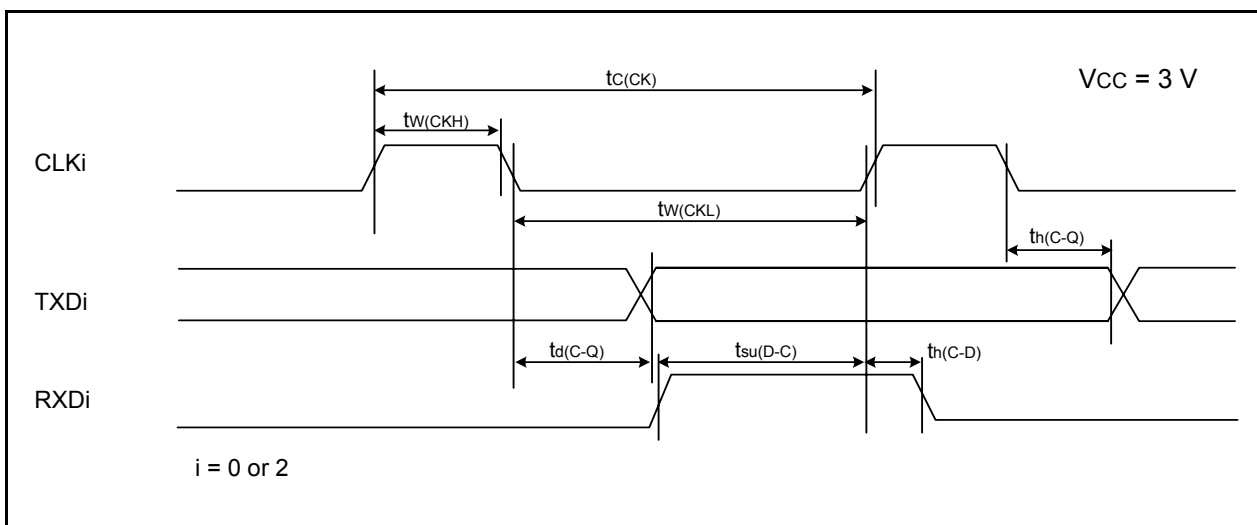 tC(CK)
VCC = 3 V
tW(CKH)
CLKi
tW(CKL)
th(C-Q)
TXDi
td(C-Q)
tsu(D-C)
th(C-D)
RXDi
i = 0 or 2